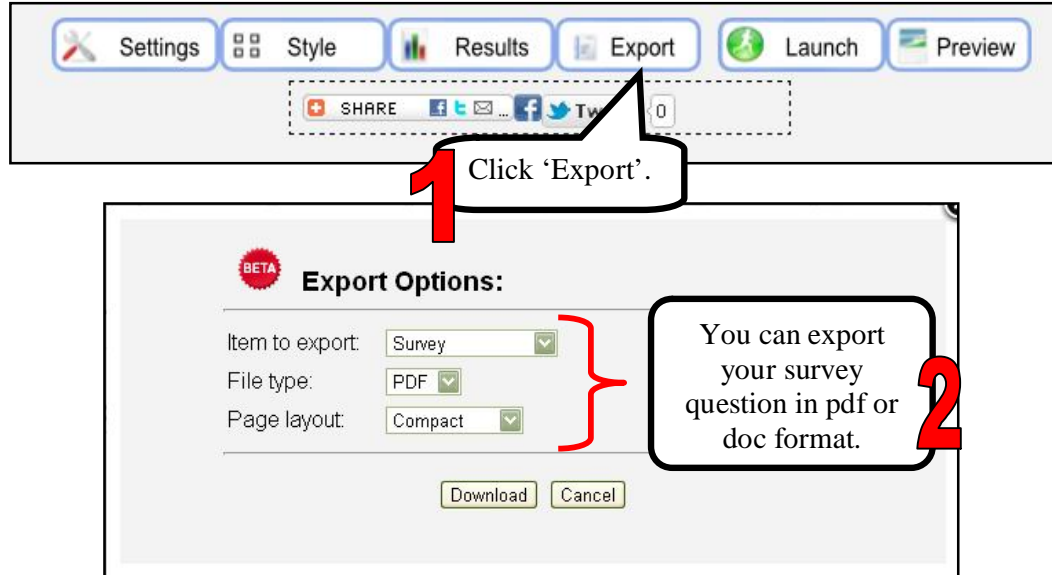 Settings Style Results Export Launch Preview
SHARE ... Tw 0
Click ‘Export’.
1
BETA Export Options:
Item to export: Survey
File type: PDF
Page layout: Compact
You can export
your survey
question in pdf or
doc format.
2
Download Cancel